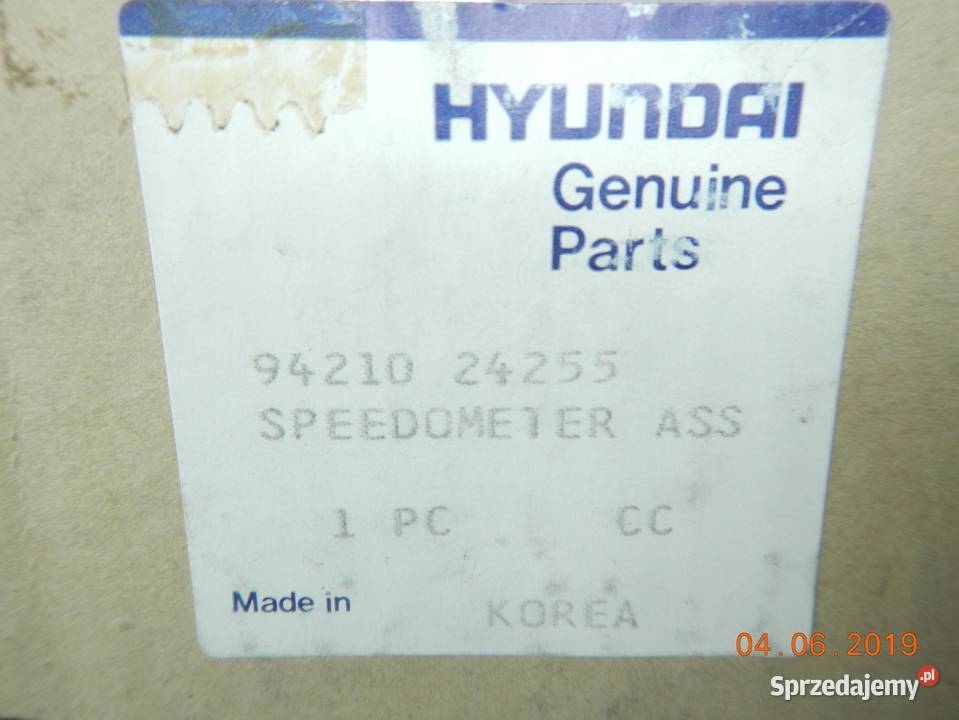 HYUNDAI
Genuine
Parts
94210 24255
SPEEDOMETER ASS
1 PC CC
Made in KOREA
04.06.2019
Sprzedajemy.pl